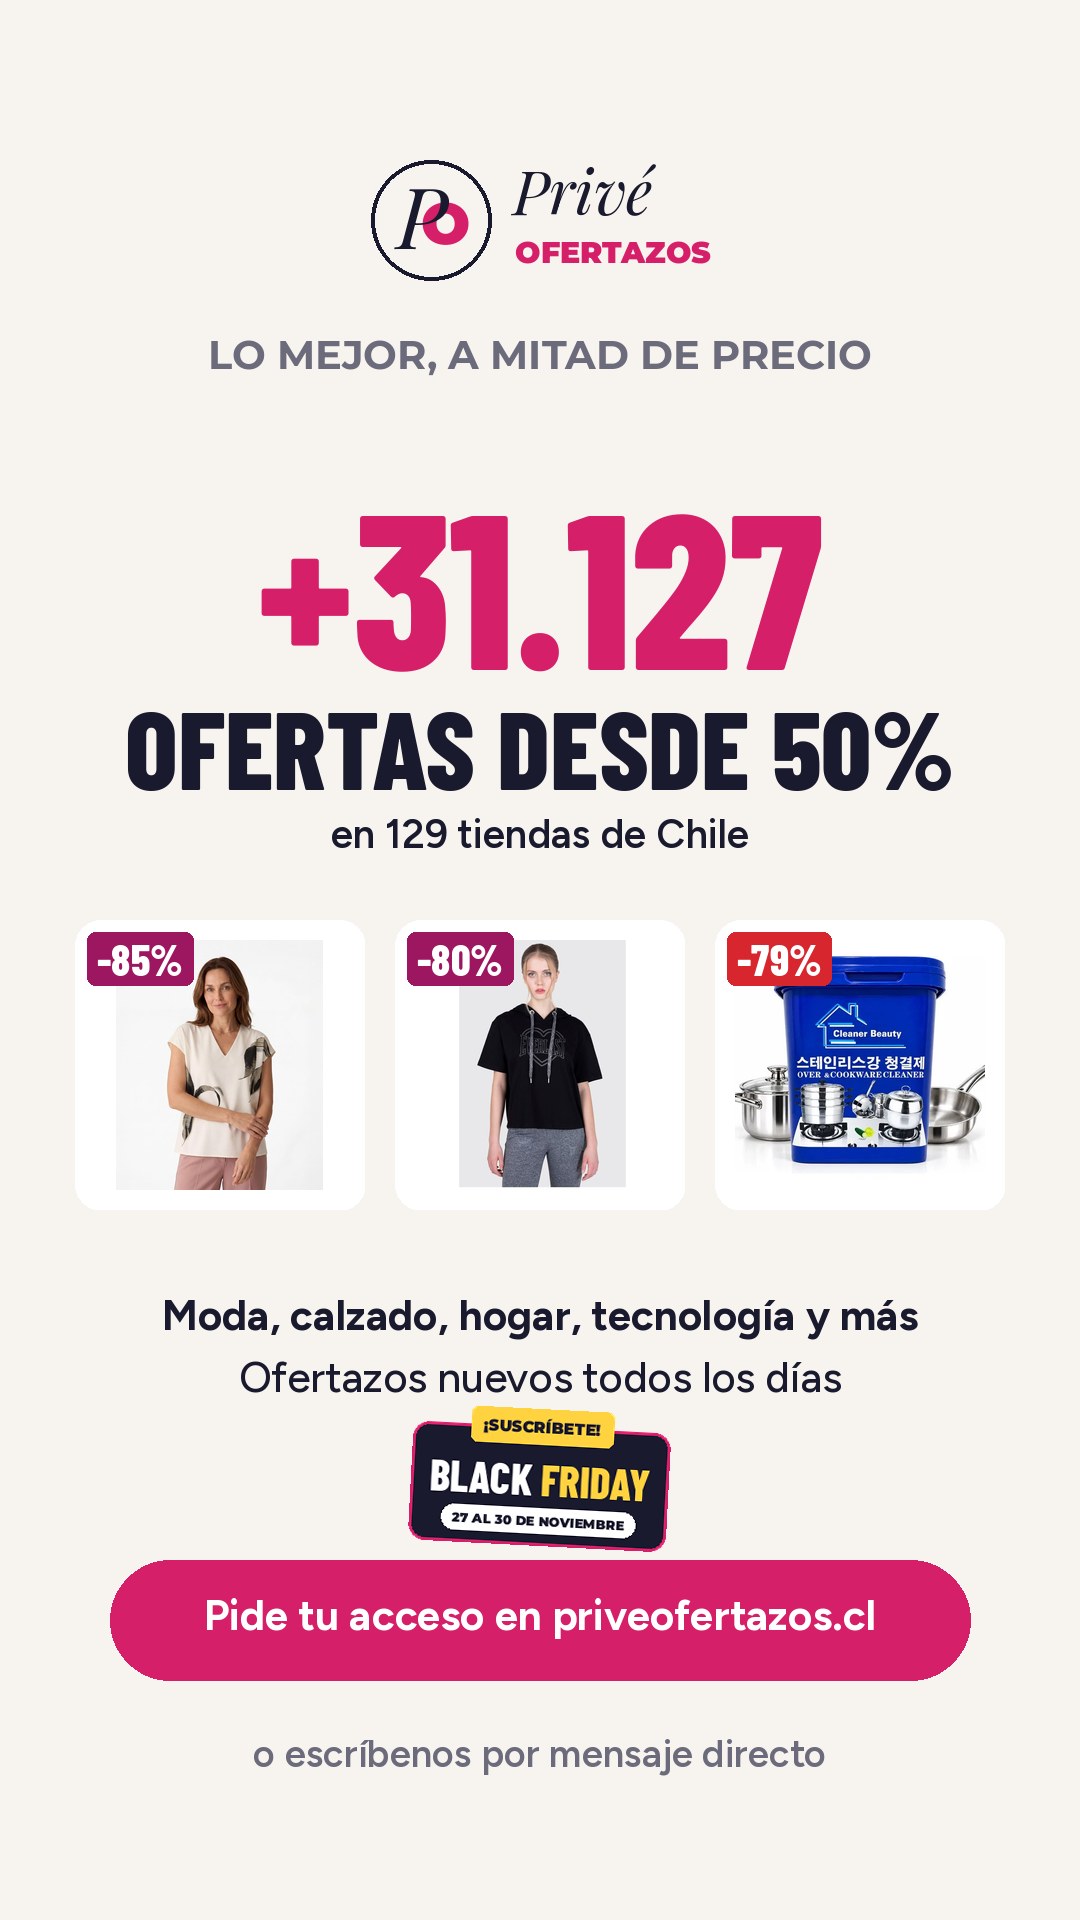 Po
Privé
OFERTAZOS
LO MEJOR, A MITAD DE PRECIO
+31.127
OFERTAS DESDE 50%
en 129 tiendas de Chile
-85%
-80%
-79%
Cleaner Beauty
스테인리스강 청결제
OVER & COOKWARE CLEANER
Moda, calzado, hogar, tecnología y más
Ofertazos nuevos todos los días
¡SUSCRÍBETE!
BLACK FRIDAY
27 AL 30 DE NOVIEMBRE
Pide tu acceso en priveofertazos.cl
o escríbenos por mensaje directo